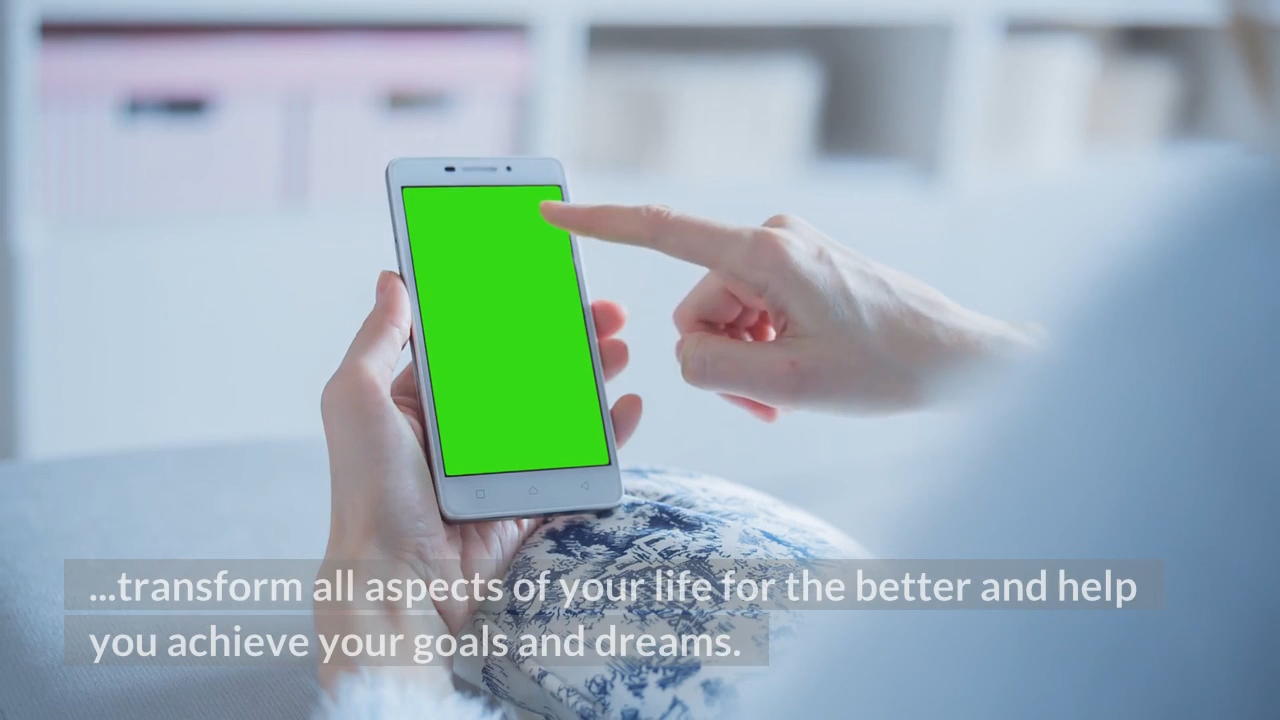 ...transform all aspects of your life for the better and help
you achieve your goals and dreams.